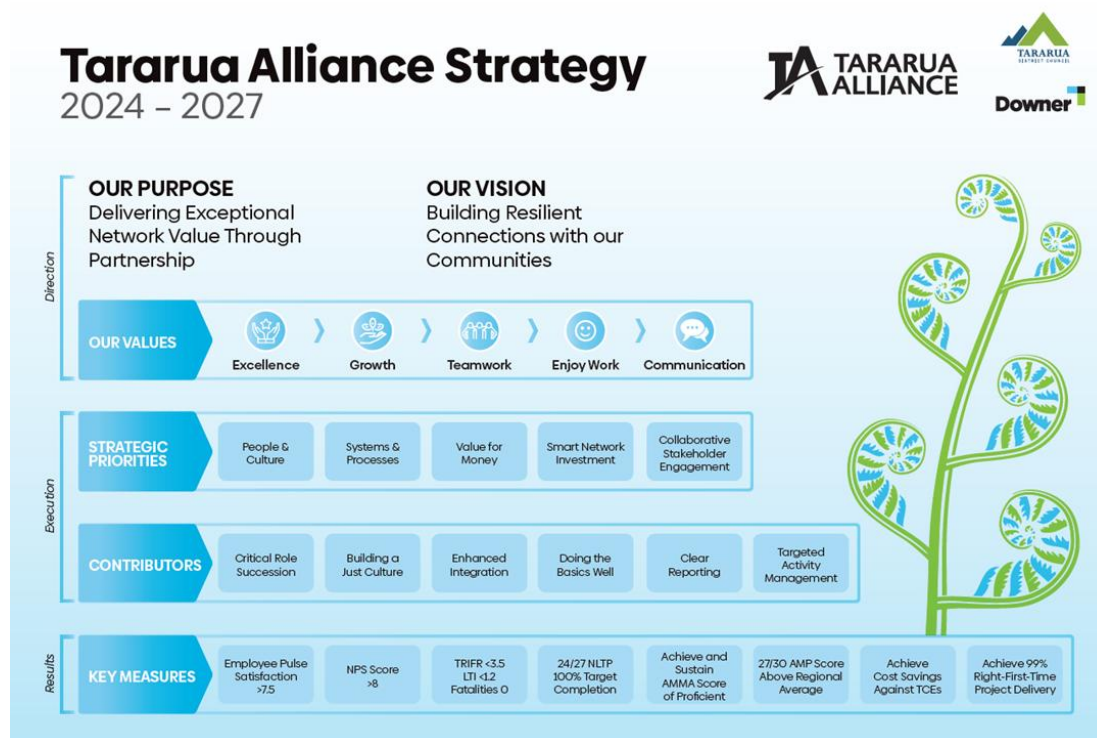 Tararua Alliance Strategy
2024 – 2027
TARARUA
ALLIANCE
TARARUA
DISTRICT COUNCIL
Downer
Direction
OUR PURPOSE
Delivering Exceptional
Network Value Through
Partnership
OUR VISION
Building Resilient
Connections with our
Communities
OUR VALUES
Excellence
Growth
Teamwork
Enjoy Work
Communication
Execution
STRATEGIC
PRIORITIES
People &
Culture
Systems &
Processes
Value for
Money
Smart Network
Investment
Collaborative
Stakeholder
Engagement
CONTRIBUTORS
Critical Role
Succession
Building a
Just Culture
Enhanced
Integration
Doing the
Basics Well
Clear
Reporting
Targeted
Activity
Management
Results
KEY MEASURES
Employee Pulse
Satisfaction
>7.5
NPS Score
>8
TRIFR <3.5
LTI <1.2
Fatalities 0
24/27 NLTP
100% Target
Completion
Achieve and
Sustain
AMMA Score
of Proficient
27/30 AMP Score
Above Regional
Average
Achieve
Cost Savings
Against TCEs
Achieve 99%
Right-First-Time
Project Delivery